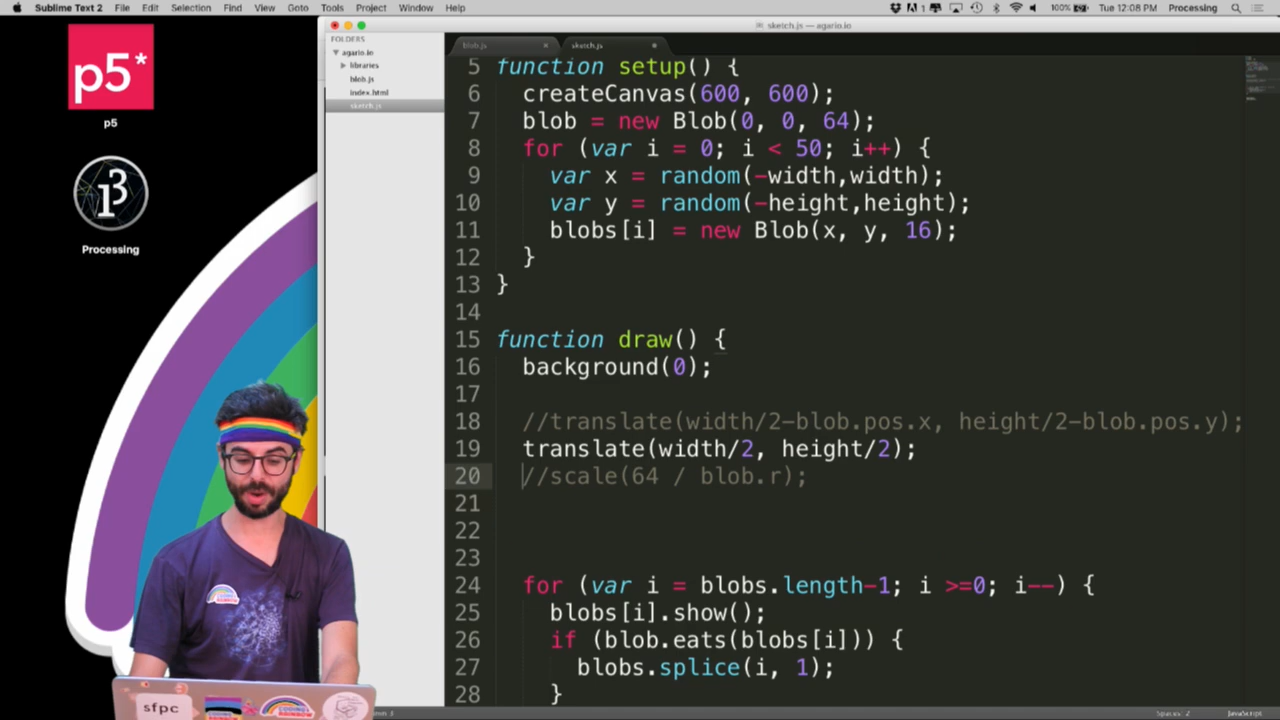 Sublime Text 2 File Edit Selection Find View Goto Tools Project Window Help
1 100% Tue 12:08 PM Processing
sketch.js — agario.io
FOLDERS
agario.io
libraries
blob.js
index.html
sketch.js
blob.js
sketch.js
p5*
p5
Processing
5 function setup() {
6 createCanvas(600, 600);
7 blob = new Blob(0, 0, 64);
8 for (var i = 0; i < 50; i++) {
9 var x = random(-width,width);
10 var y = random(-height,height);
11 blobs[i] = new Blob(x, y, 16);
12 }
13 }
14
15 function draw() {
16 background(0);
17
18 //translate(width/2-blob.pos.x, height/2-blob.pos.y);
19 translate(width/2, height/2);
20 //scale(64 / blob.r);
21
22
23
24 for (var i = blobs.length-1; i >=0; i--) {
25 blobs[i].show();
26 if (blob.eats(blobs[i])) {
27 blobs.splice(i, 1);
28 }
sfpc
Spaces: 2 JavaScript